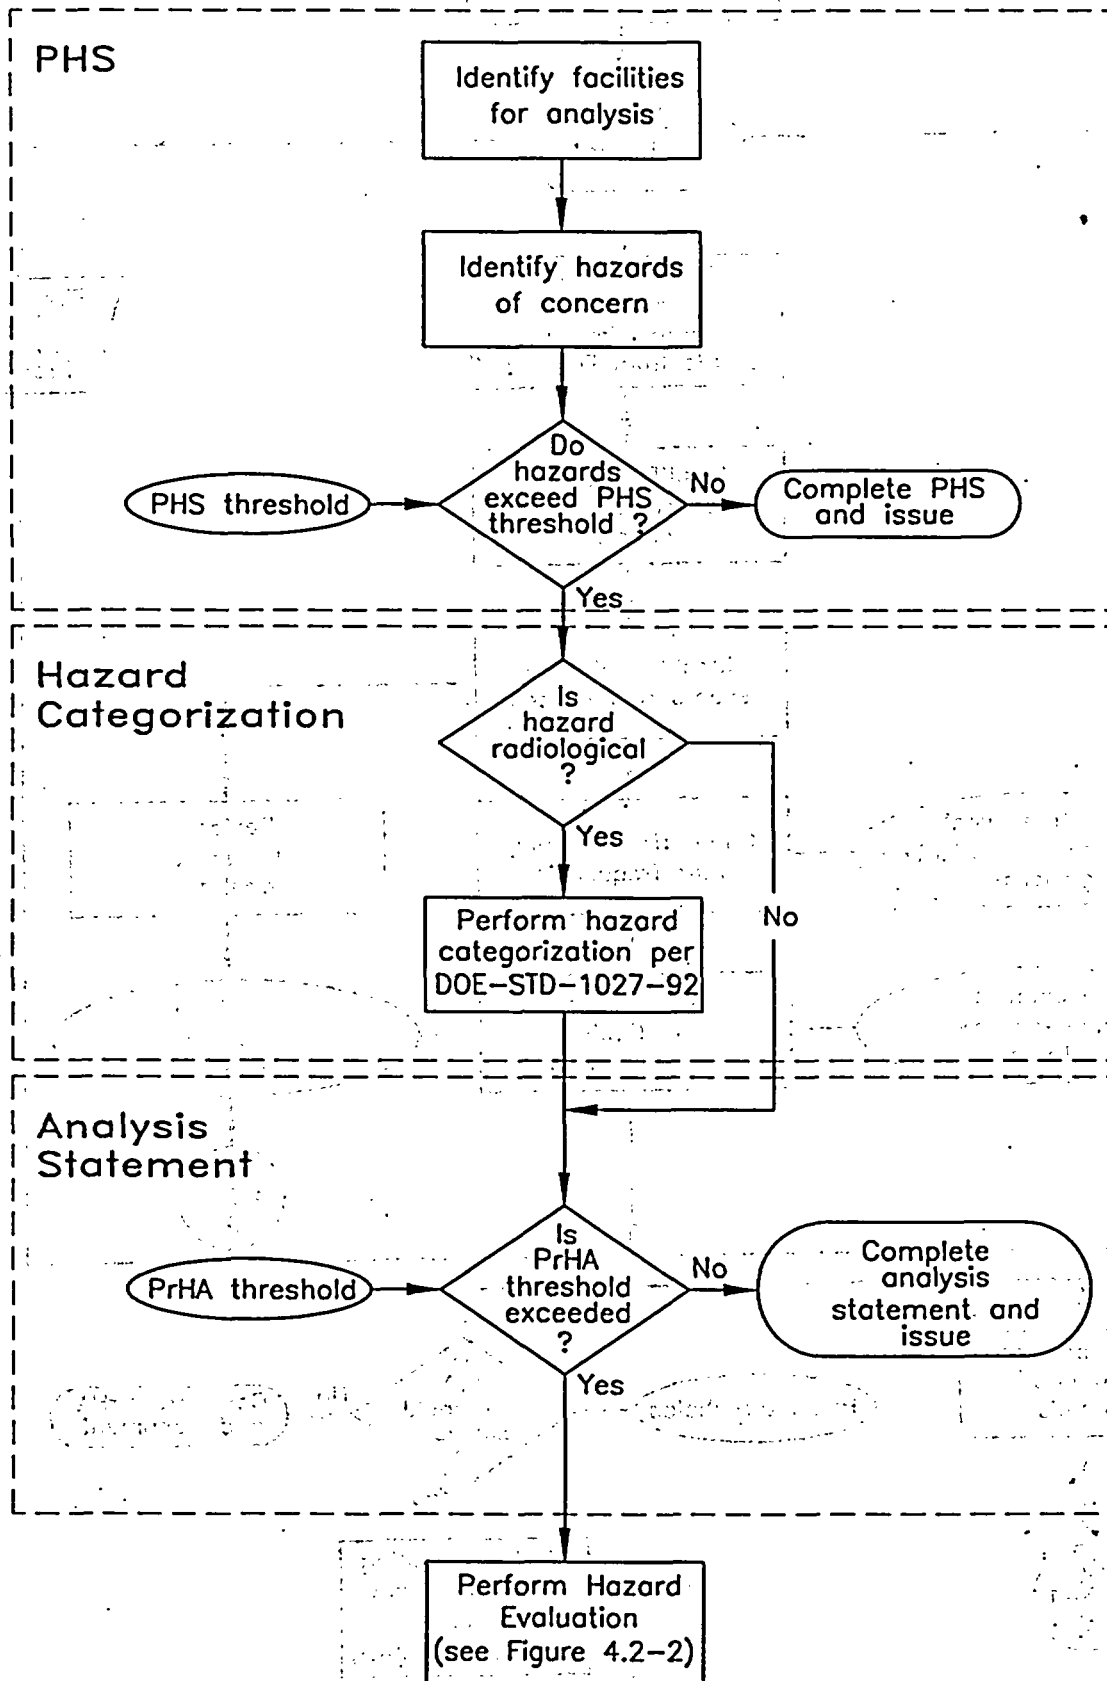 PHS
Identify facilities
for analysis
Identify hazards
of concern
Do
hazards
exceed PHS
threshold ?
PHS threshold
No
Complete PHS
and issue
Yes
Hazard
Categorization
Is
hazard
radiological
?
Yes
No
Perform hazard
categorization per
DOE-STD-1027-92
Analysis
Statement
Is
PrHA
threshold
exceeded
?
PrHA threshold
No
Complete
analysis
statement and
issue
Yes
Perform Hazard
Evaluation
(see Figure 4.2-2)